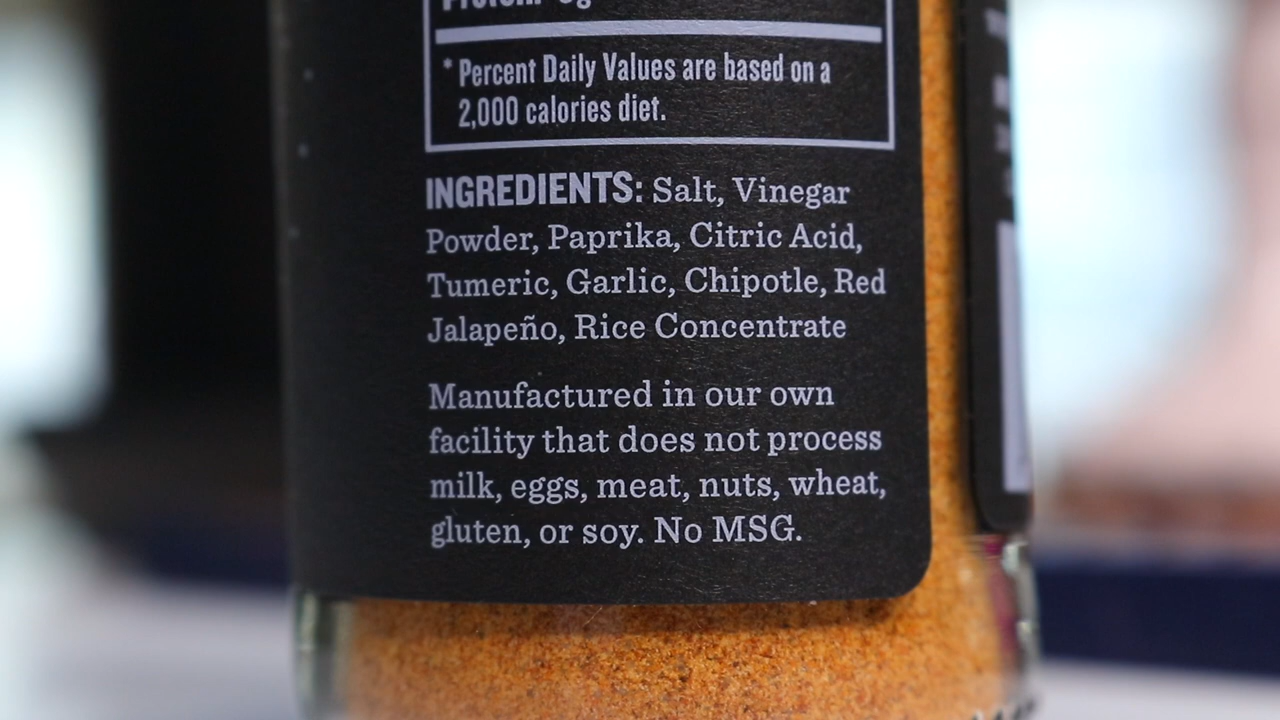 * Percent Daily Values are based on a
2,000 calories diet.
INGREDIENTS: Salt, Vinegar
Powder, Paprika, Citric Acid,
Tumeric, Garlic, Chipotle, Red
Jalapeño, Rice Concentrate
Manufactured in our own
facility that does not process
milk, eggs, meat, nuts, wheat,
gluten, or soy. No MSG.